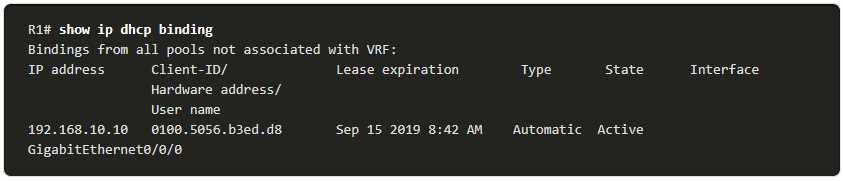 R1# show ip dhcp binding
Bindings from all pools not associated with VRF:
IP address      Client-ID/              Lease expiration        Type       State      Interface
                Hardware address/
                User name
192.168.10.10   0100.5056.b3ed.d8       Sep 15 2019 8:42 AM    Automatic  Active
GigabitEthernet0/0/0